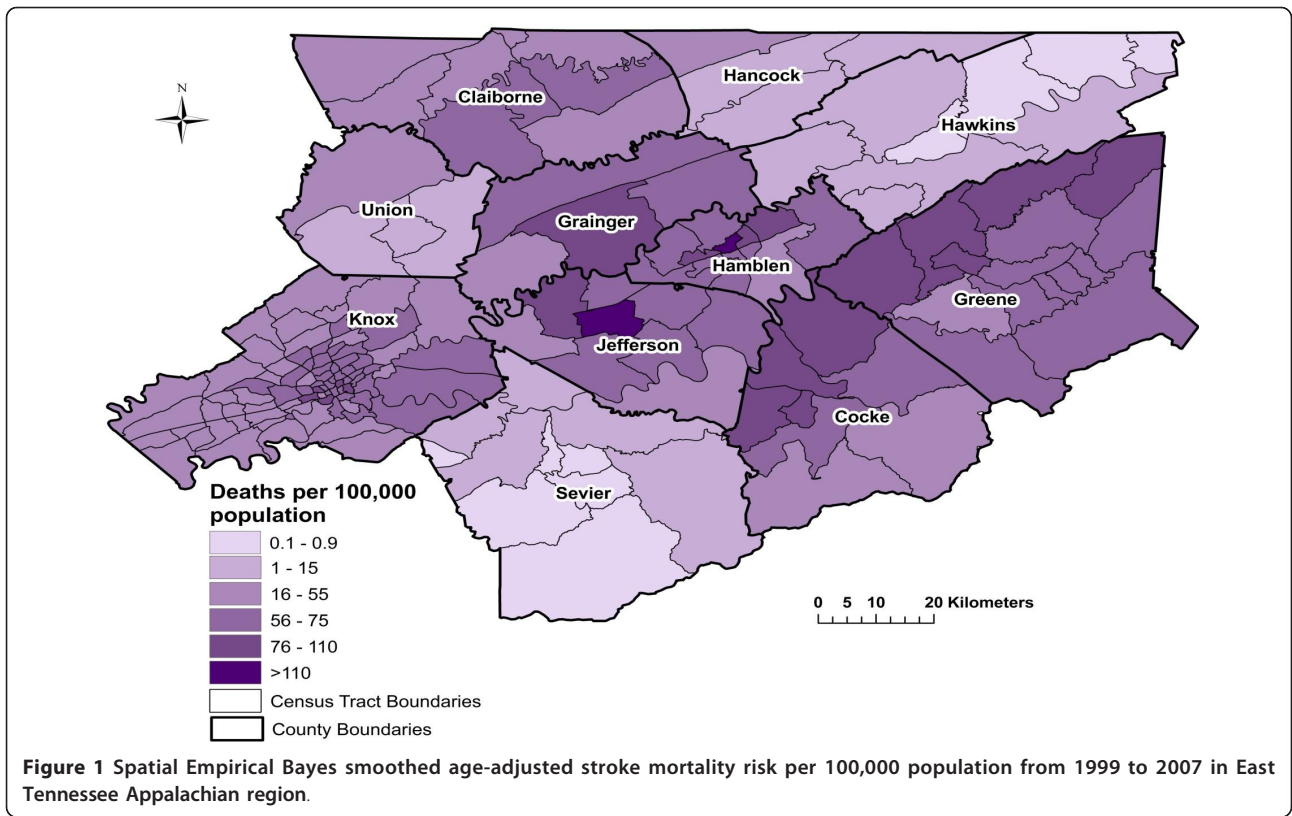 N
Hancock
Claiborne
Hawkins
Union
Grainger
Hamblen
Greene
Knox
Jefferson
Cocke
Sevier
Deaths per 100,000
population
0.1 - 0.9
1 - 15
16 - 55
56 - 75
76 - 110
>110
Census Tract Boundaries
County Boundaries
0 5 10 20 Kilometers
Figure 1 Spatial Empirical Bayes smoothed age-adjusted stroke mortality risk per 100,000 population from 1999 to 2007 in East
Tennessee Appalachian region.